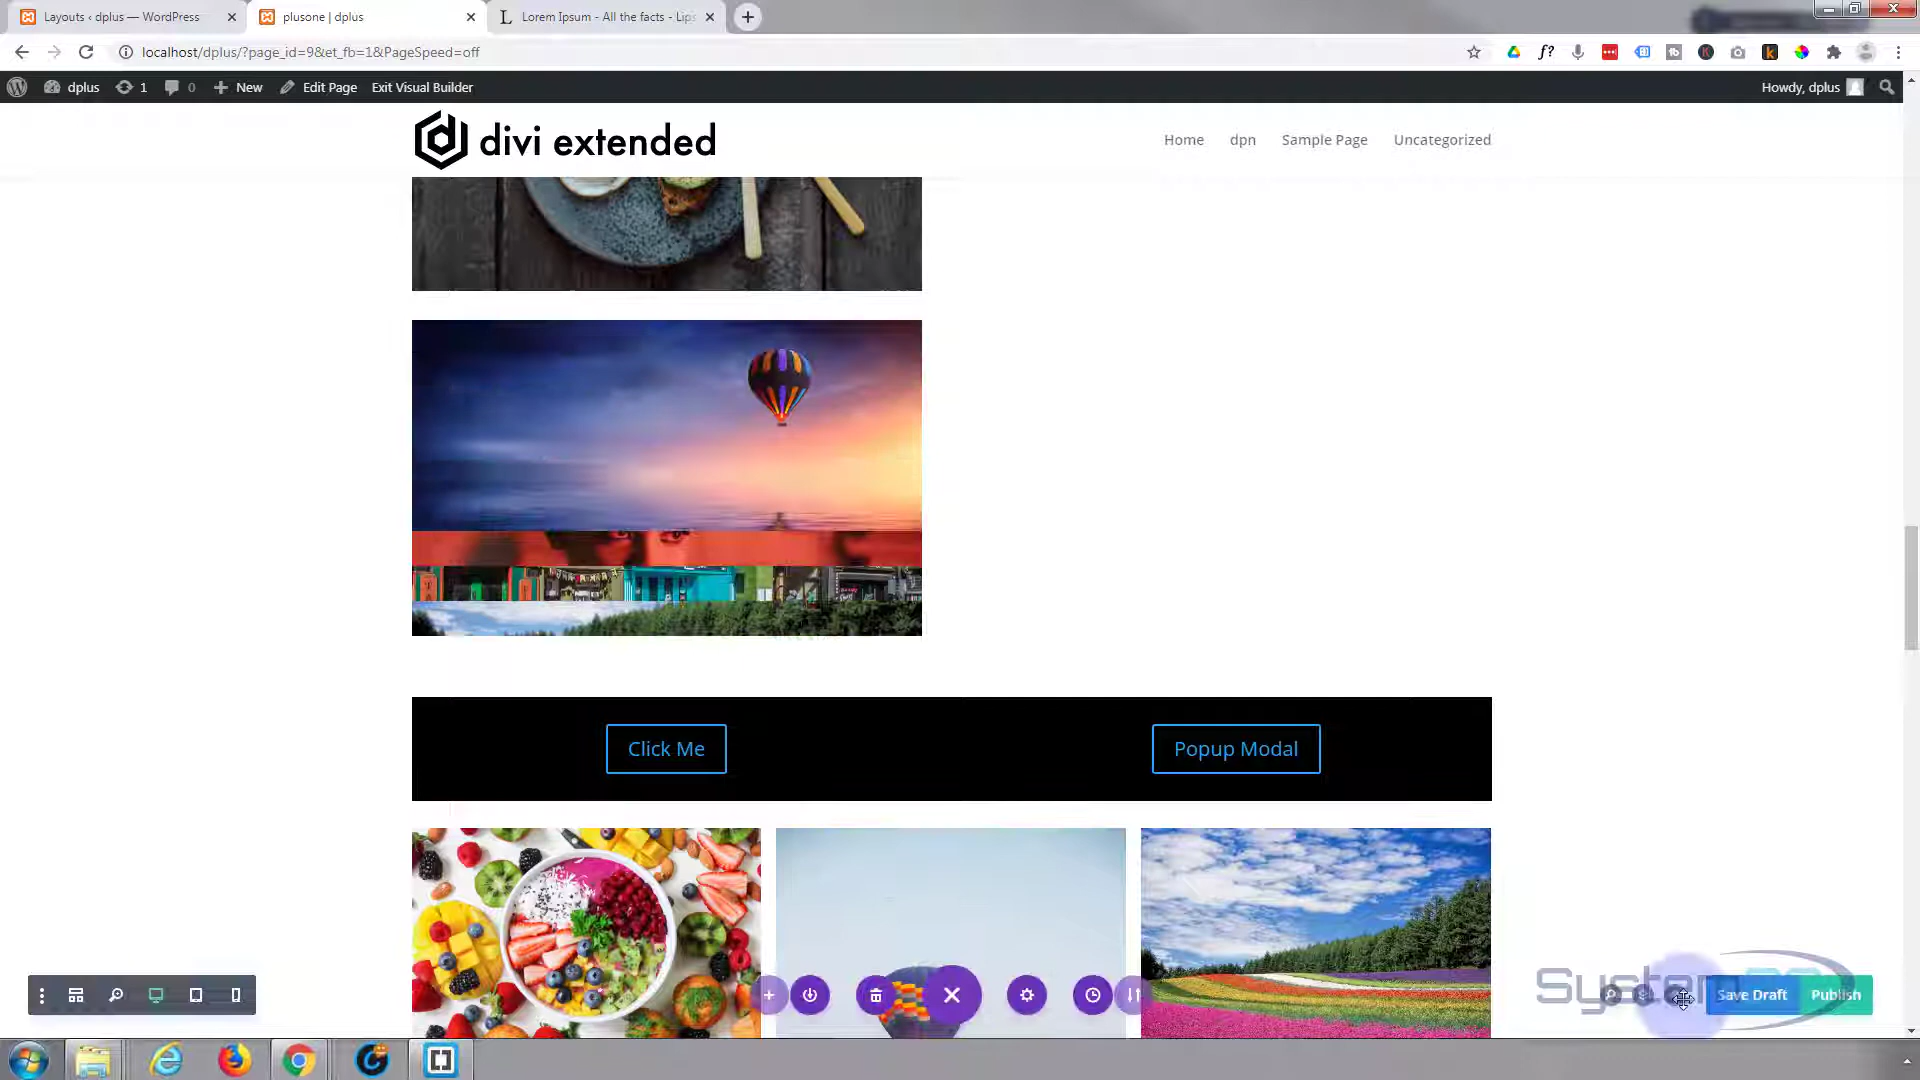 Layouts ‹ dplus — WordPress
plusone | dplus
Lorem Ipsum - All the facts - Lips
localhost/dplus/?page_id=9&et_fb=1&PageSpeed=off
dplus
1
0
New
Edit Page
Exit Visual Builder
Howdy, dplus
divi extended
Home
dpn
Sample Page
Uncategorized
Click Me
Popup Modal
Save Draft
Publish